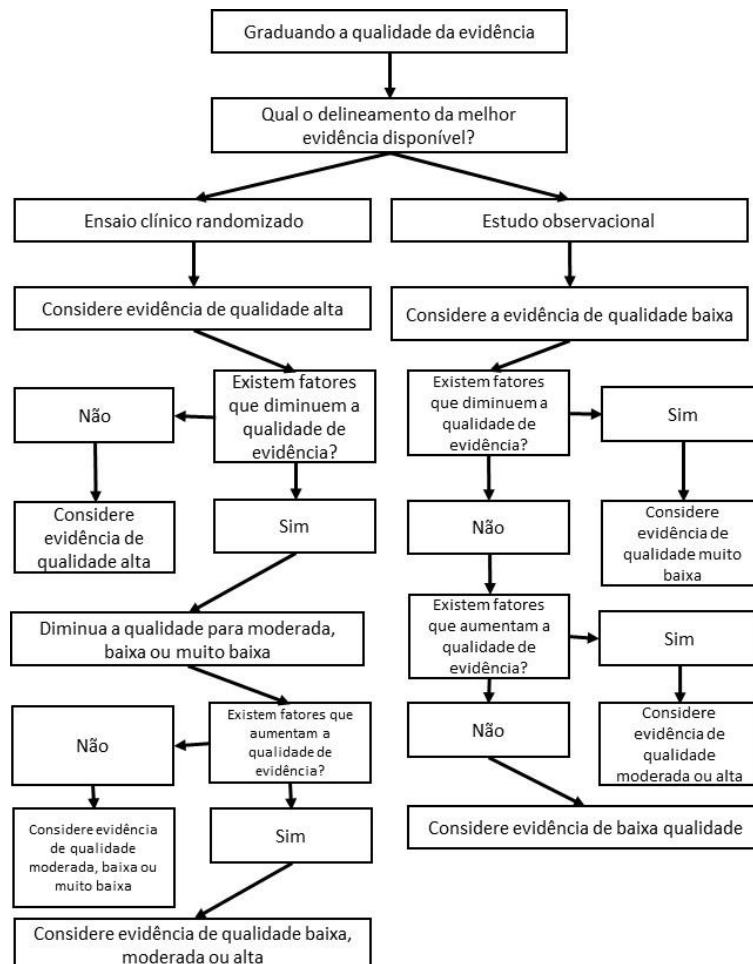 Graduando a qualidade da evidência
Qual o delineamento da melhor
evidência disponível?
Ensaio clínico randomizado
Estudo observacional
Considere evidência de qualidade alta
Considere a evidência de qualidade baixa
Não
Existem fatores
que diminuem a
qualidade de
evidência?
Existem fatores
que diminuem a
qualidade de
evidência?
Sim
Considere
evidência de
qualidade alta
Sim
Não
Considere
evidência de
qualidade muito
baixa
Diminua a qualidade para moderada,
baixa ou muito baixa
Existem fatores
que aumentam a
qualidade de
evidência?
Sim
Não
Existem fatores que
aumentam a
qualidade de
evidência?
Não
Considere
evidência de
qualidade
moderada ou alta
Considere evidência
de qualidade
moderada, baixa ou
muito baixa
Sim
Considere evidência de baixa qualidade
Considere evidência de qualidade baixa,
moderada ou alta